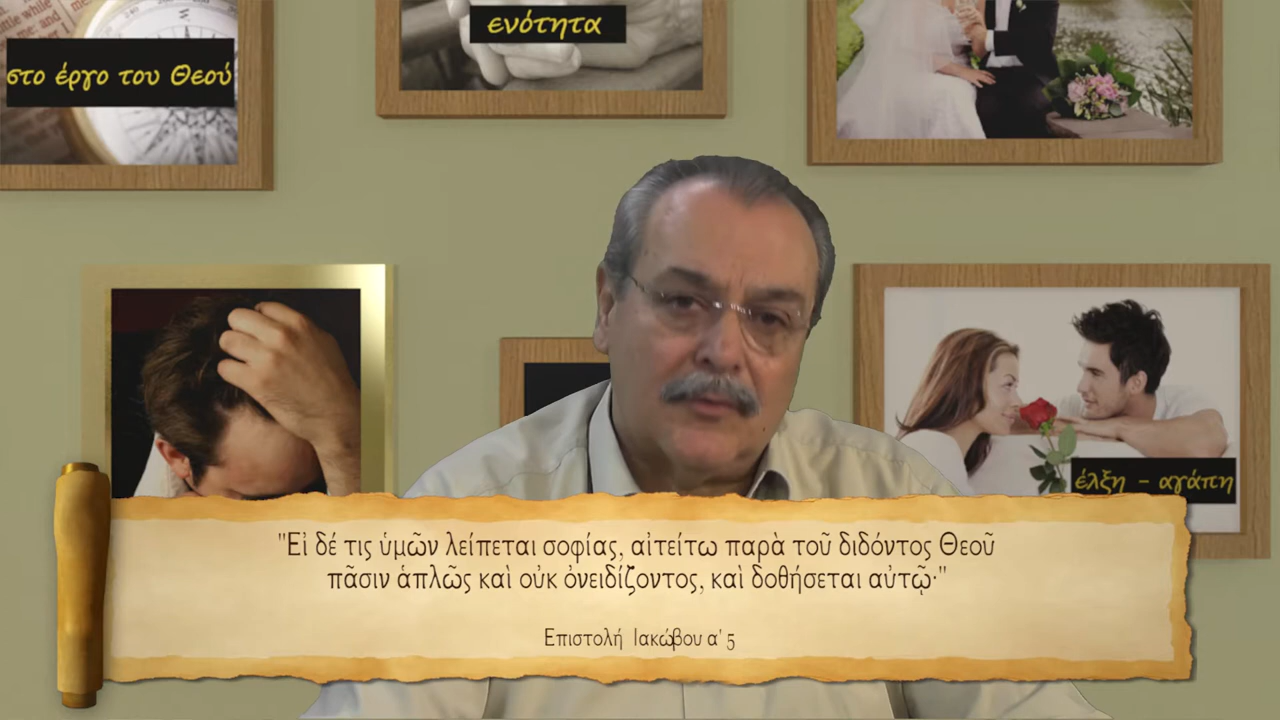 στο έργο του Θεού
ενότητα
έλξη - αγάπη
"Εἰ δέ τις ὑμῶν λείπεται σοφίας, αἰτείτω παρὰ τοῦ διδόντος Θεοῦ
πᾶσιν ἁπλῶς καὶ οὐκ ὀνειδίζοντος, καὶ δοθήσεται αὐτῷ·"
Επιστολή Ιακώβου α' 5